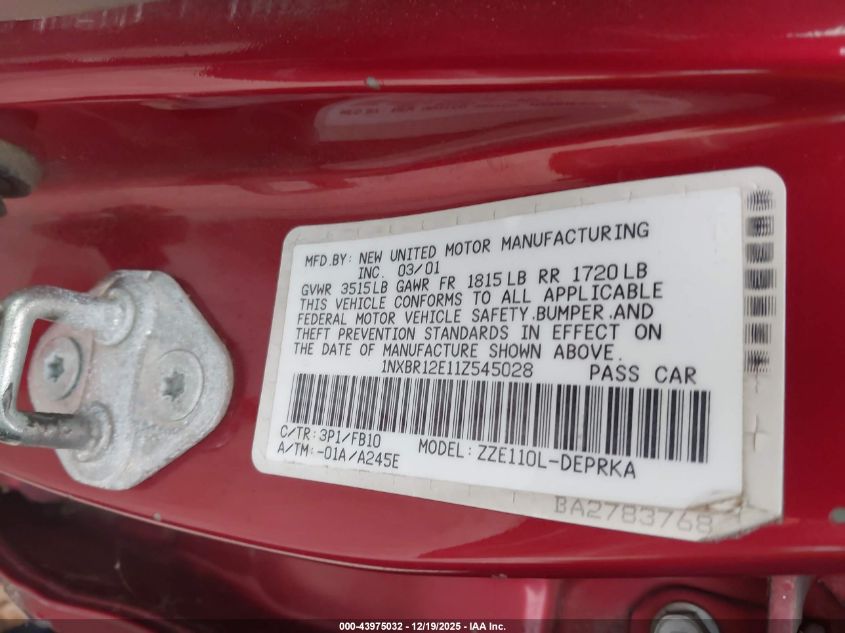 MFD.BY: NEW UNITED MOTOR MANUFACTURING
INC. 03/01
GVWR 3515LB GAWR FR 1815LB RR 1720LB
THIS VEHICLE CONFORMS TO ALL APPLICABLE
FEDERAL MOTOR VEHICLE SAFETY.BUMPER.AND
THEFT PREVENTION STANDARDS IN EFFECT ON
THE DATE OF MANUFACTURE SHOWN ABOVE.
1NXBR12E11Z545028 PASS CAR
C/TR:3P1/FB10
A/TM:-01A/A245E MODEL: ZZE110L-DEPRKA
BA2783768
000-43975032 - 12/19/2025 - IAA Inc.